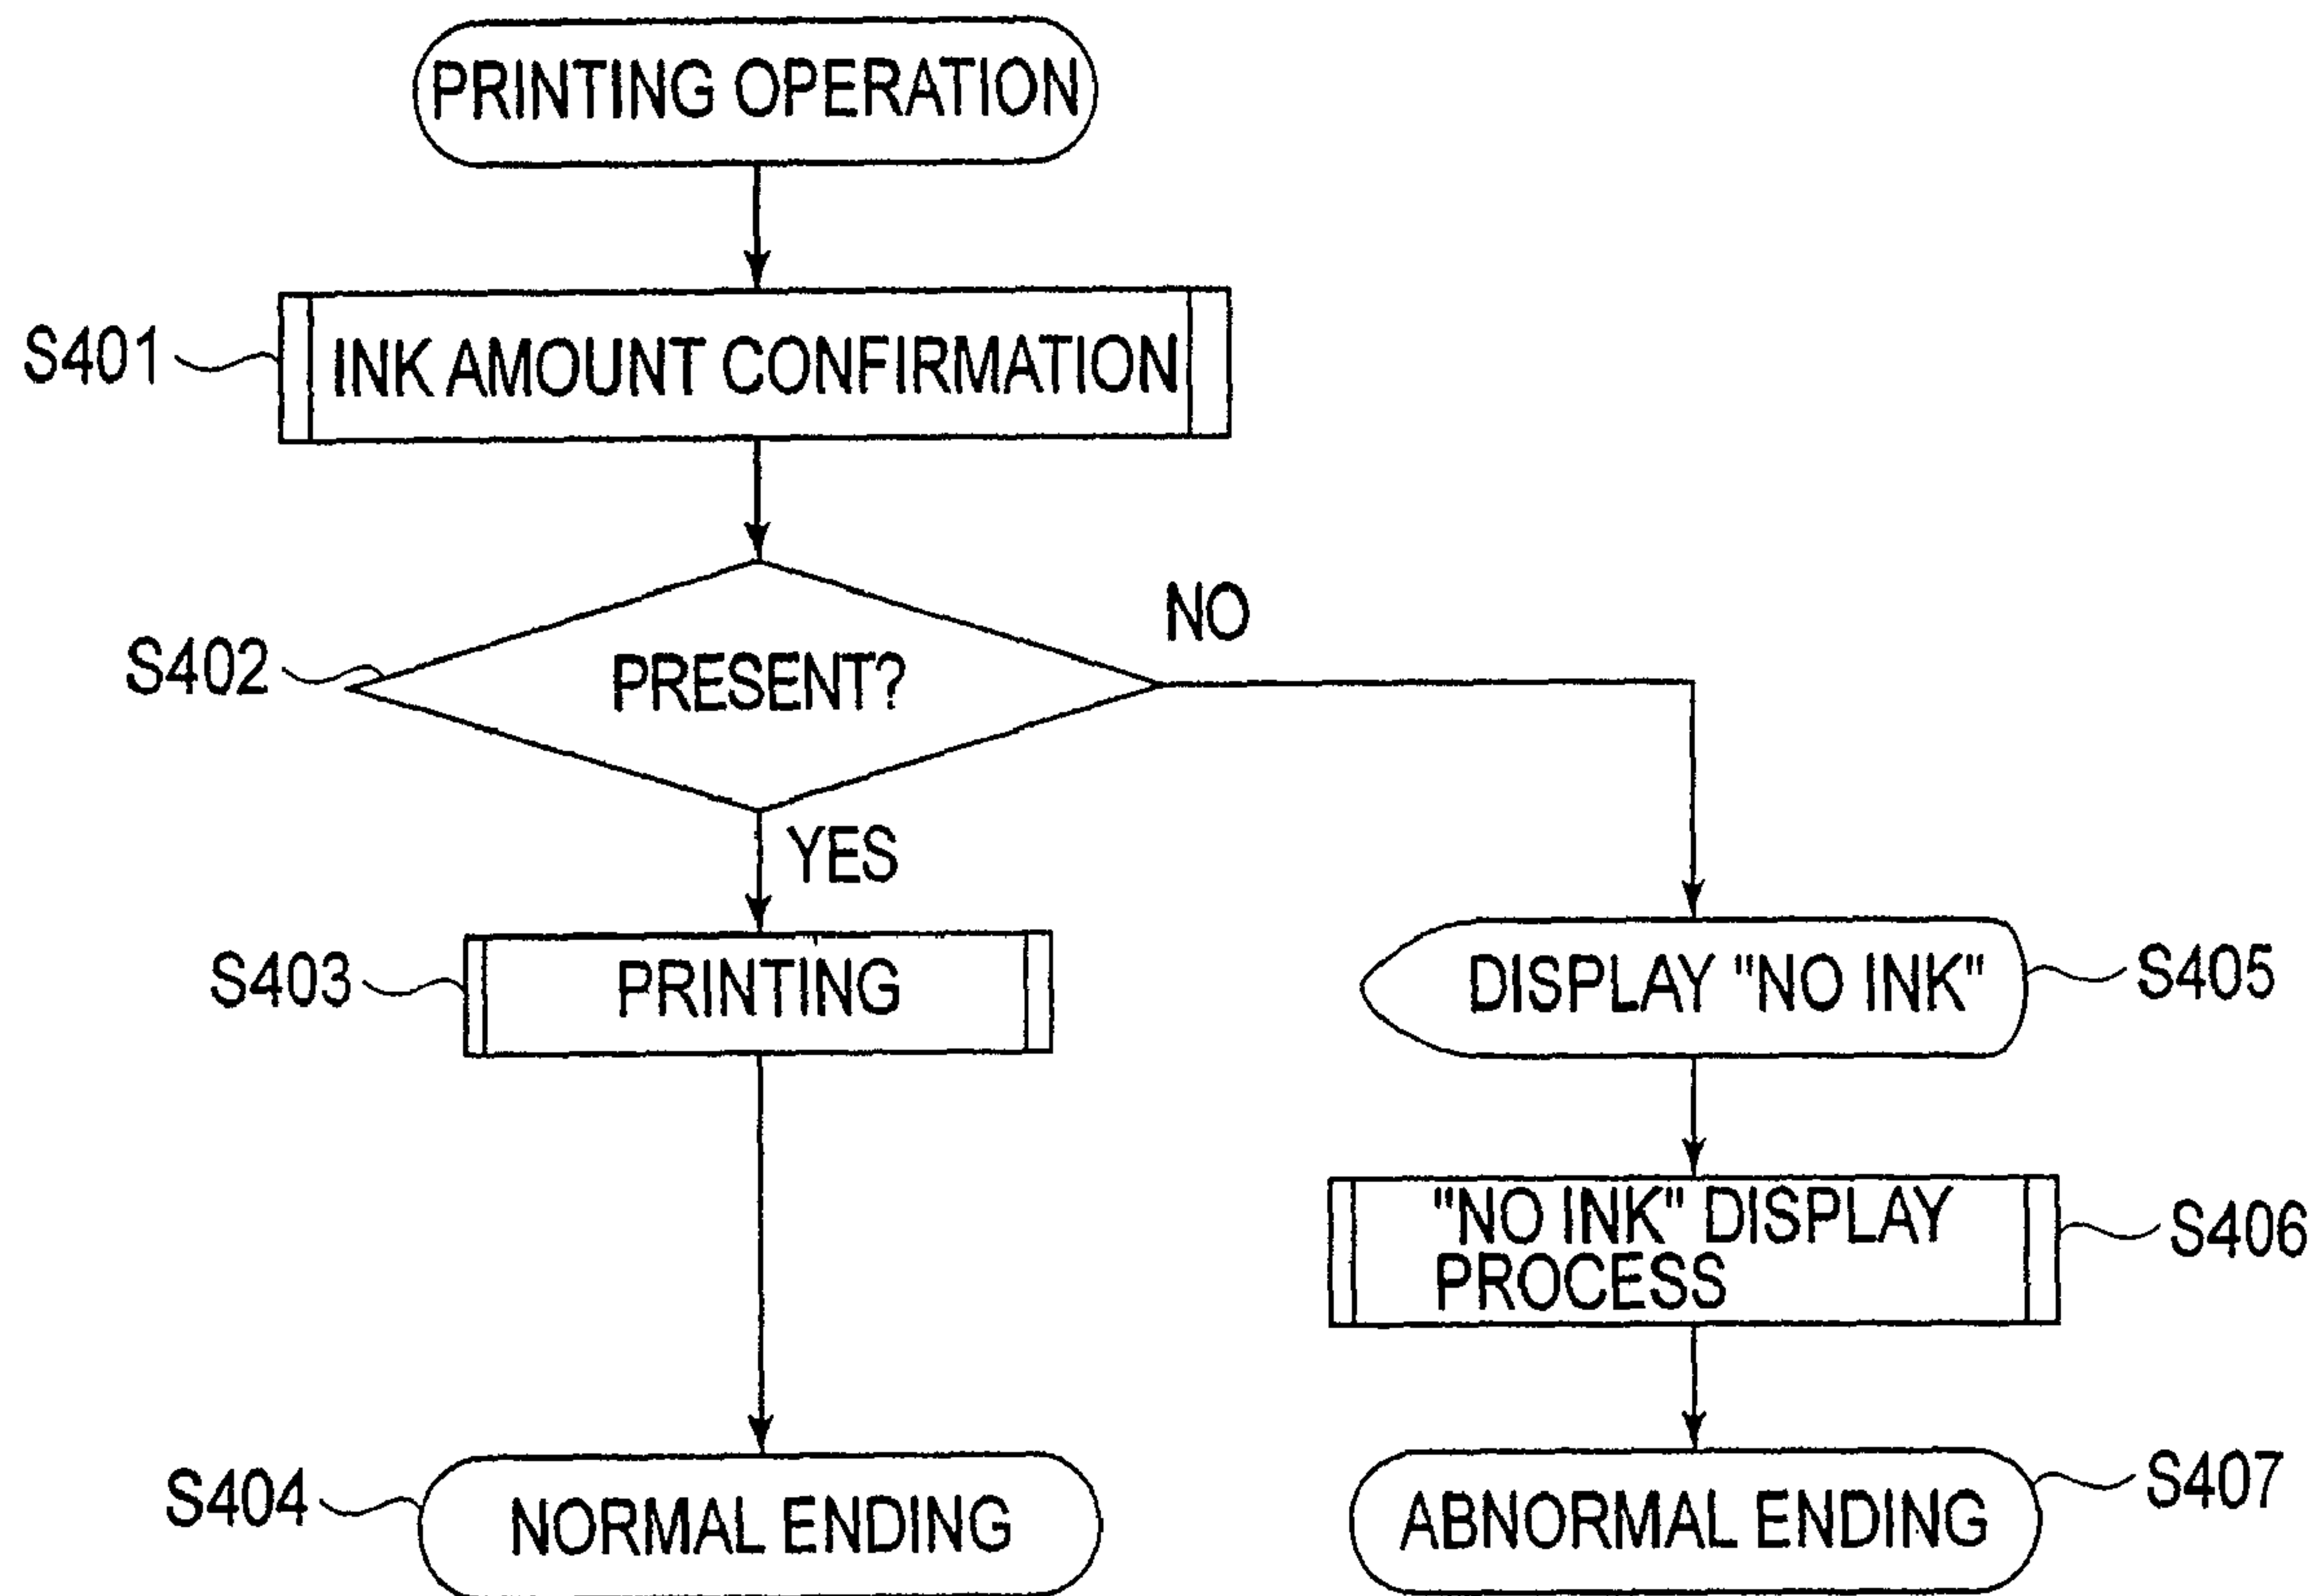 PRINTING OPERATION
S401
INK AMOUNT CONFIRMATION
S402
PRESENT?
NO
YES
S403
PRINTING
DISPLAY "NO INK"
S405
"NO INK" DISPLAY
PROCESS
S406
S404
NORMAL ENDING
ABNORMAL ENDING
S407